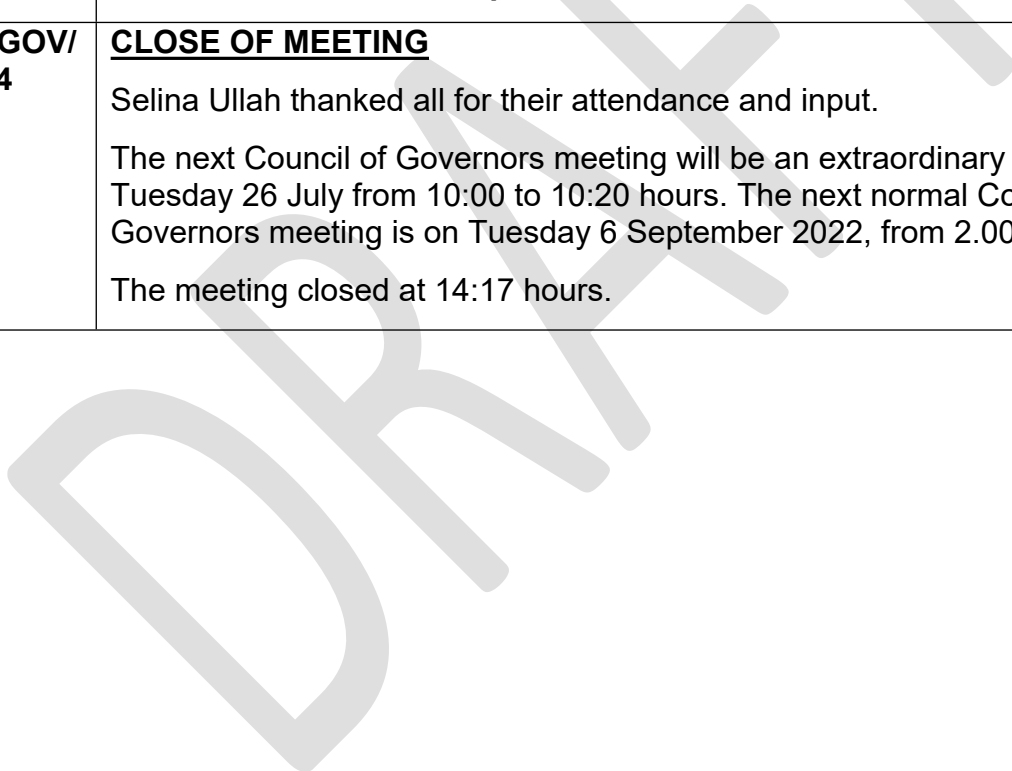 GOV/
4
CLOSE OF MEETING
Selina Ullah thanked all for their attendance and input.
The next Council of Governors meeting will be an extraordinary
Tuesday 26 July from 10:00 to 10:20 hours. The next normal Co
Governors meeting is on Tuesday 6 September 2022, from 2.00
The meeting closed at 14:17 hours.
DRAFT